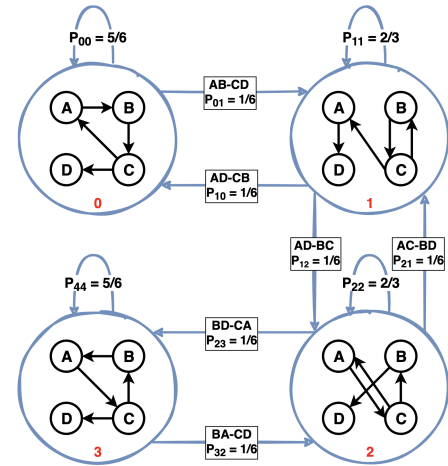 P00 = 5/6
P11 = 2/3
A B
D C
0
AB-CD
P01 = 1/6
AD-CB
P10 = 1/6
A B
D C
1
AD-BC
P12 = 1/6
AC-BD
P21 = 1/6
P44 = 5/6
P22 = 2/3
A B
D C
3
BD-CA
P23 = 1/6
BA-CD
P32 = 1/6
A B
D C
2